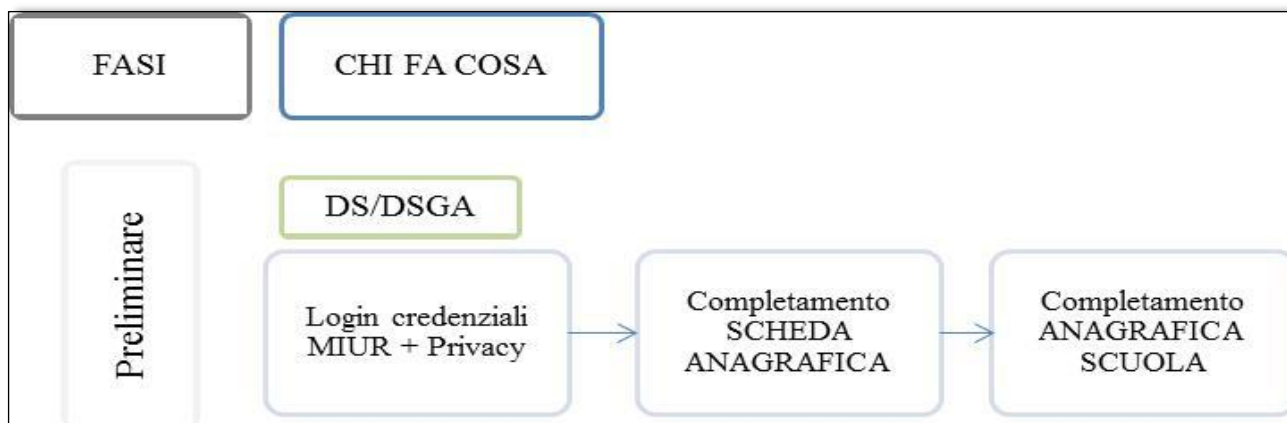 FASI
CHI FA COSA
Preliminare
DS/DSGA
Login credenziali
MIUR + Privacy
Completamento
SCHEDA
ANAGRAFICA
Completamento
ANAGRAFICA
SCUOLA